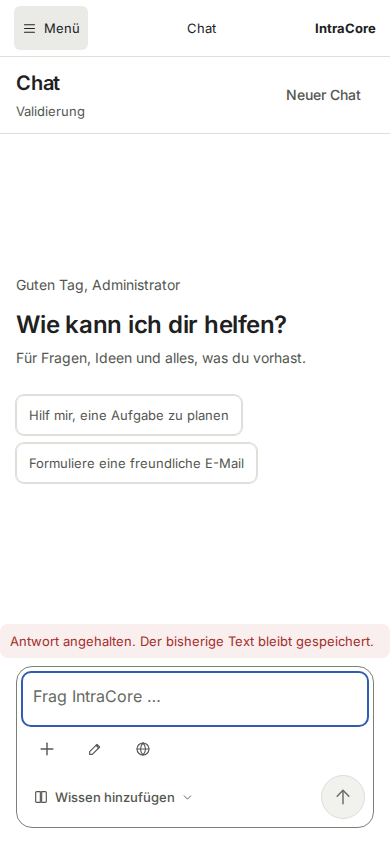 Menü
Chat
IntraCore
Chat
Neuer Chat
Validierung
Guten Tag, Administrator
Wie kann ich dir helfen?
Für Fragen, Ideen und alles, was du vorhast.
Hilf mir, eine Aufgabe zu planen
Formuliere eine freundliche E-Mail
Antwort angehalten. Der bisherige Text bleibt gespeichert.
Frag IntraCore ...
Wissen hinzufügen